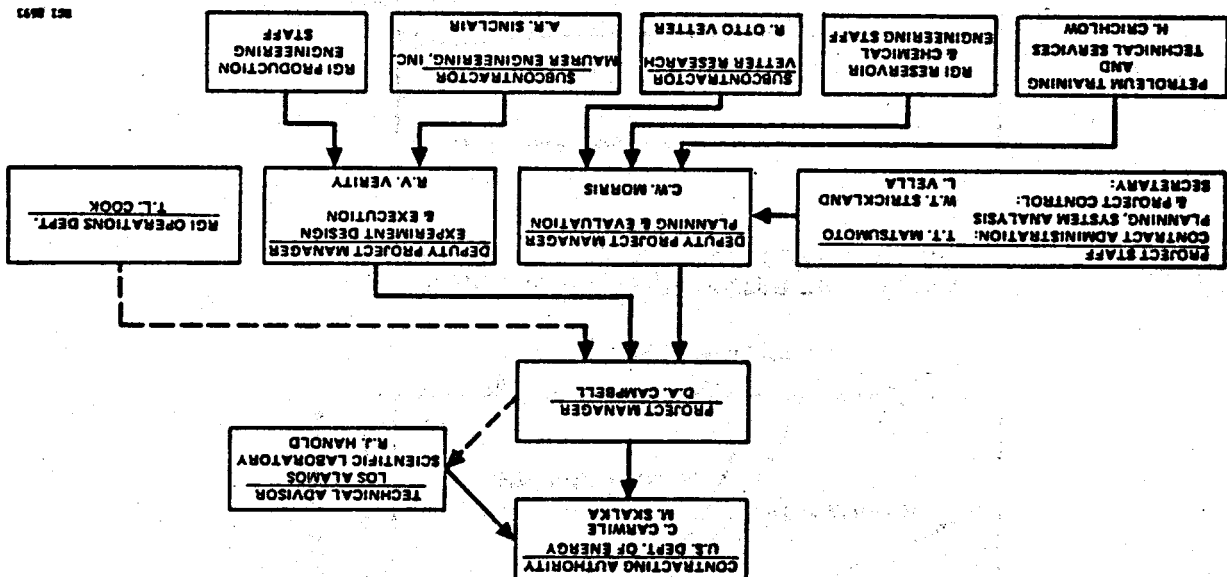 CONTRACTING AUTHORITY
U.S. DEPT. OF ENERGY
C. CARWILE
M. SKALKA
TECHNICAL ADVISOR
LOS ALAMOS
SCIENTIFIC LABORATORY
R.J. HANOLD
PROJECT MANAGER
D.A. CAMPBELL
PROJECT STAFF
CONTRACT ADMINISTRATION: T.T. MATSUMOTO
PLANNING, SYSTEM ANALYSIS
& PROJECT CONTROL: W.T. STRICKLAND
SECRETARY: L. VELLA
DEPUTY PROJECT MANAGER
PLANNING & EVALUATION
C.W. MORRIS
DEPUTY PROJECT MANAGER
EXPERIMENT DESIGN
& EXECUTION
R.V. VERITY
RGI OPERATIONS DEPT.
T.L. COOK
PETROLEUM TRAINING
AND
TECHNICAL SERVICES
H. CRICHLOW
RGI RESERVOIR
& CHEMICAL
ENGINEERING STAFF
SUBCONTRACTOR
VETTER RESEARCH
R. OTTO VETTER
SUBCONTRACTOR
MAURER ENGINEERING, INC
A.R. SINCLAIR
RGI PRODUCTION
ENGINEERING
STAFF